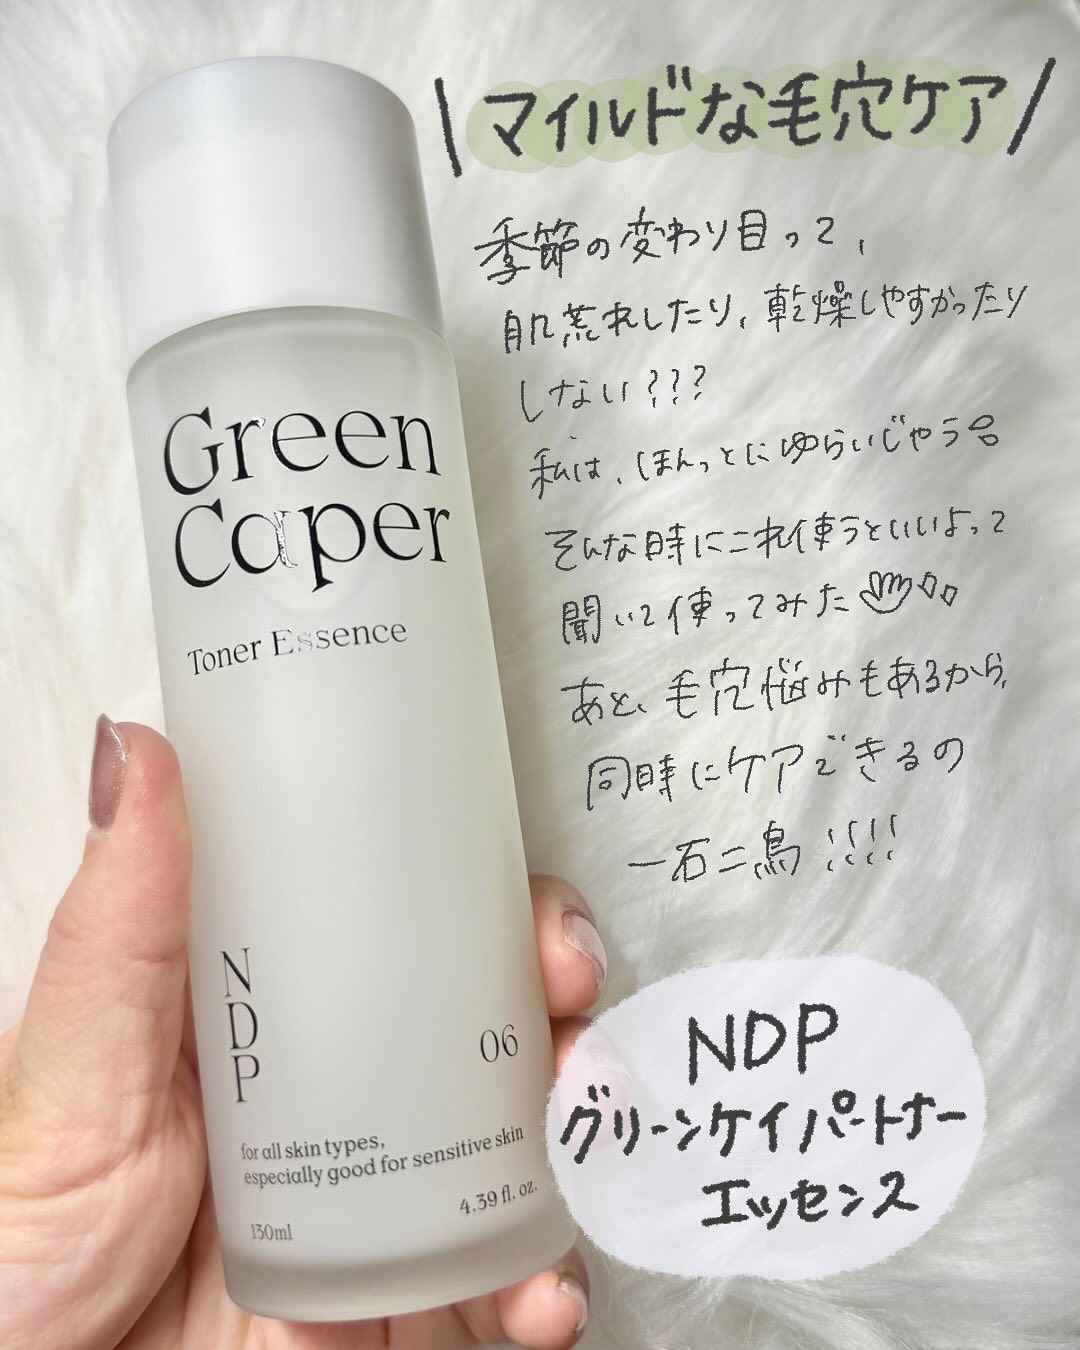 \マイルドな毛穴ケア/
季節の変わり目って、
肌荒れしたり、乾燥しやすかったり
しない???
私は、ほんっとにゆらいじゃう
そんな時にこれ使うといいよって
聞いて使ってみた
あと、毛穴悩みもあるから、
同時にケアできるの
一石二鳥!!!!
Green
Caper
Toner Essence
N
D
P
06
for all skin types,
especially good for sensitive skin
4.39 fl. oz.
130ml
NDP
グリーンケイパートナー
エッセンス